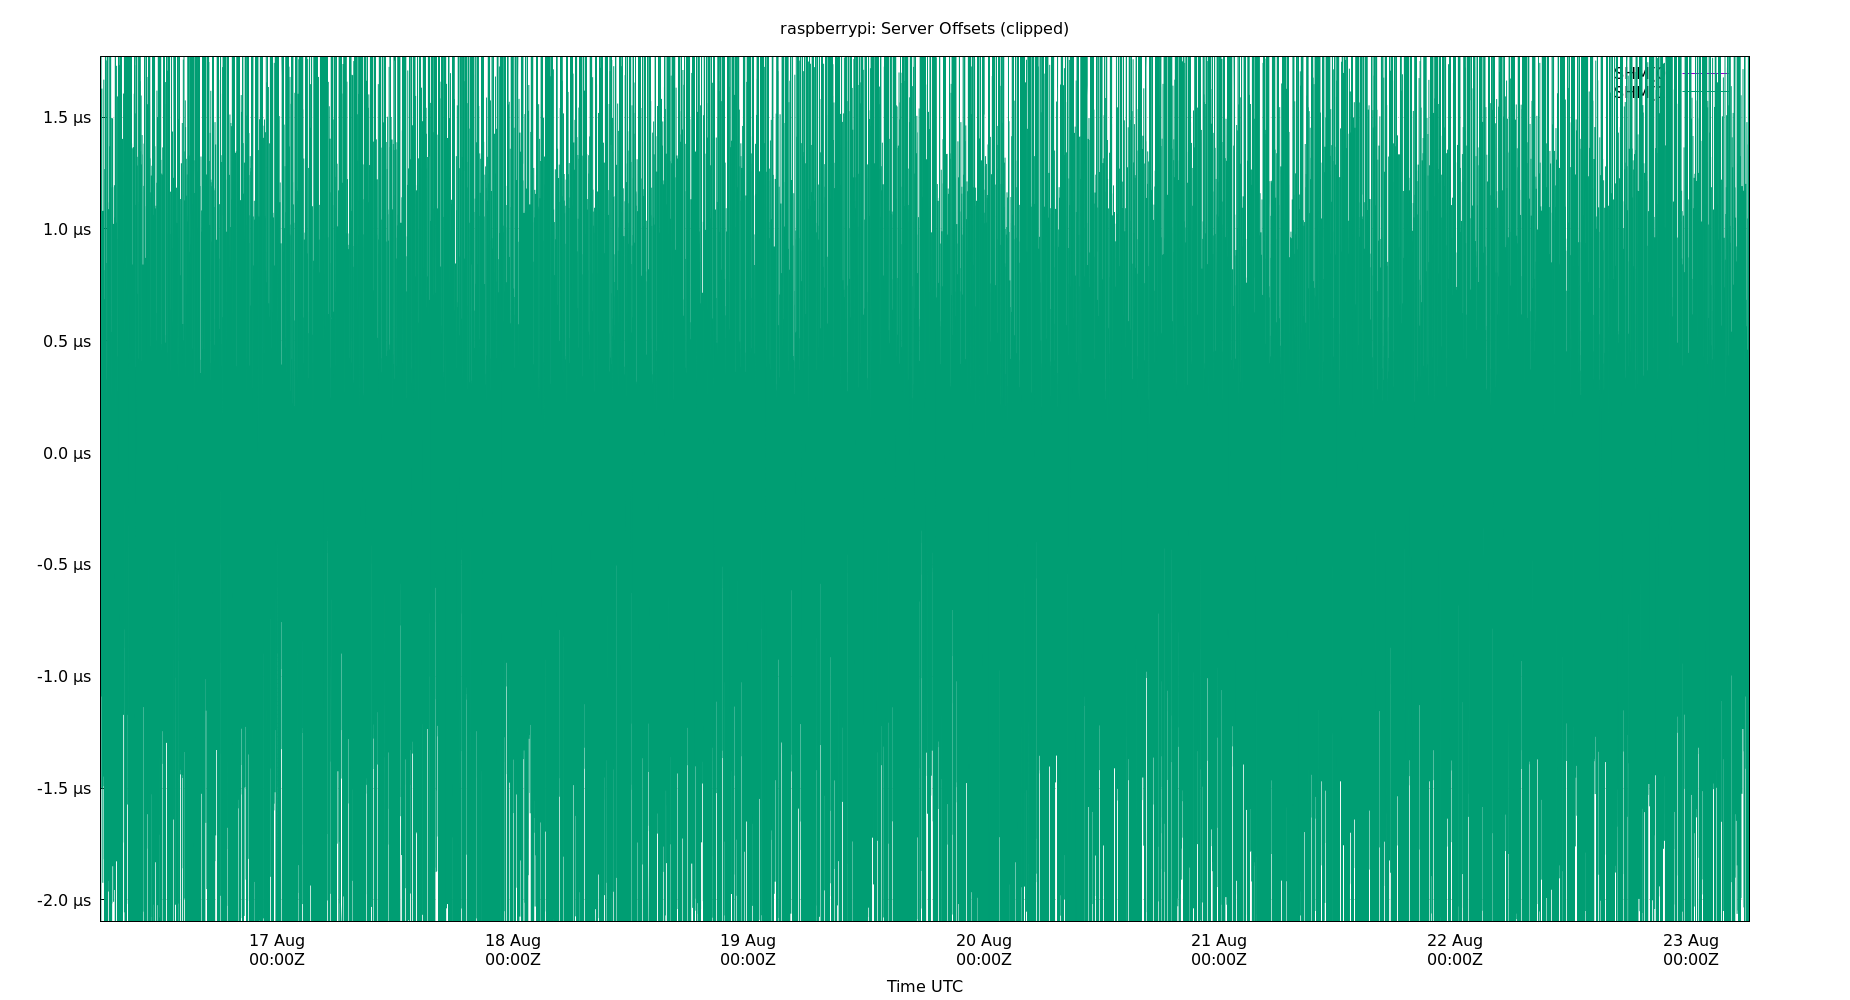 raspberrypi: Server Offsets (clipped)
1.5 µs
1.0 µs
0.5 µs
0.0 µs
-0.5 µs
-1.0 µs
-1.5 µs
-2.0 µs
17 Aug 18 Aug 19 Aug 20 Aug 21 Aug 22 Aug 23 Aug
00:00Z 00:00Z 00:00Z 00:00Z 00:00Z 00:00Z 00:00Z
Time UTC